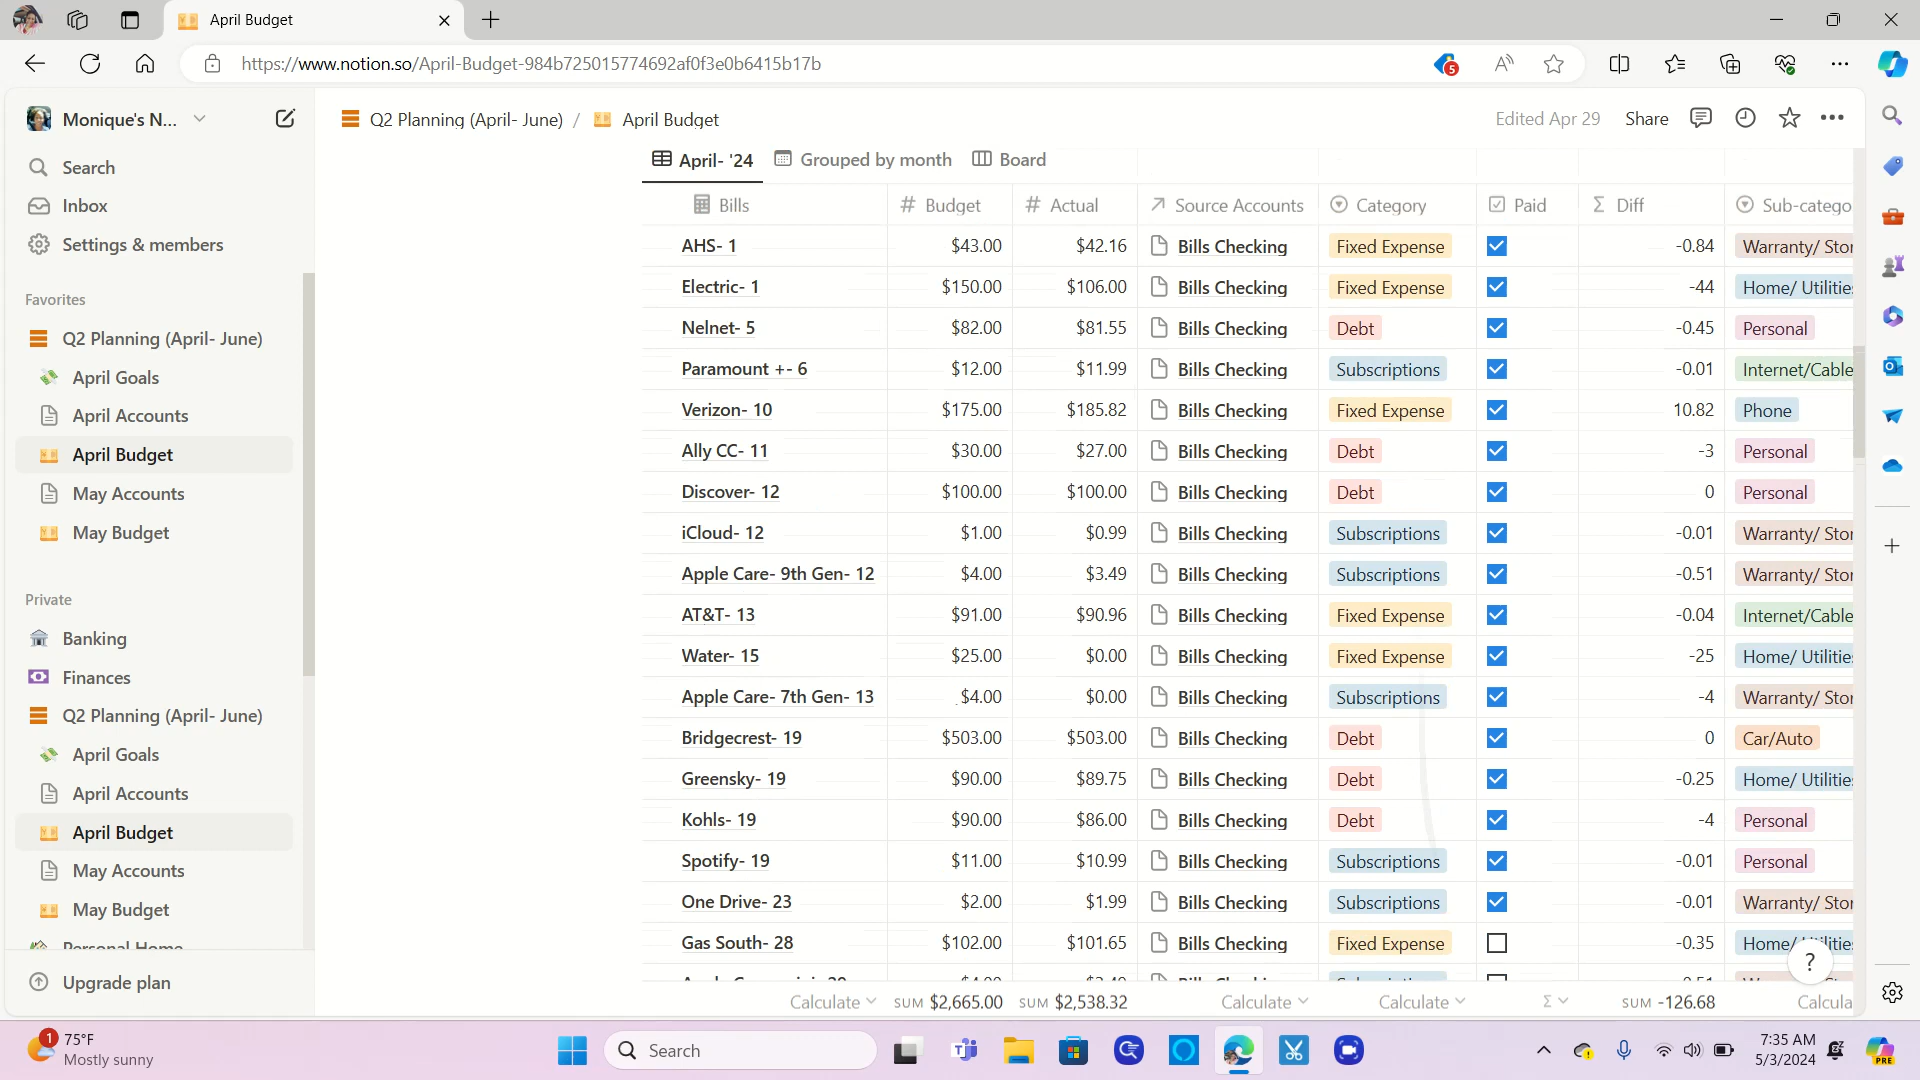 April Budget
https://www.notion.so/April-Budget-984b725015774692af0f3e0b6415b17b
5
Monique's N...
Q2 Planning (April- June) / April Budget
Edited Apr 29 Share
Search
Inbox
Settings & members
Favorites
Q2 Planning (April- June)
April Goals
April Accounts
April Budget
May Accounts
May Budget
Private
Banking
Finances
Q2 Planning (April- June)
April Goals
April Accounts
April Budget
May Accounts
May Budget
Personal Home
Upgrade plan
April- '24 Grouped by month Board
Bills # Budget # Actual Source Accounts Category Paid Σ Diff Sub-catego
AHS- 1 $43.00 $42.16 Bills Checking Fixed Expense -0.84 Warranty/ Stor
Electric- 1 $150.00 $106.00 Bills Checking Fixed Expense -44 Home/ Utilities
Nelnet- 5 $82.00 $81.55 Bills Checking Debt -0.45 Personal
Paramount +- 6 $12.00 $11.99 Bills Checking Subscriptions -0.01 Internet/Cable
Verizon- 10 $175.00 $185.82 Bills Checking Fixed Expense 10.82 Phone
Ally CC- 11 $30.00 $27.00 Bills Checking Debt -3 Personal
Discover- 12 $100.00 $100.00 Bills Checking Debt 0 Personal
iCloud- 12 $1.00 $0.99 Bills Checking Subscriptions -0.01 Warranty/ Stor
Apple Care- 9th Gen- 12 $4.00 $3.49 Bills Checking Subscriptions -0.51 Warranty/ Stor
AT&T- 13 $91.00 $90.96 Bills Checking Fixed Expense -0.04 Internet/Cable
Water- 15 $25.00 $0.00 Bills Checking Fixed Expense -25 Home/ Utilities
Apple Care- 7th Gen- 13 $4.00 $0.00 Bills Checking Subscriptions -4 Warranty/ Stor
Bridgecrest- 19 $503.00 $503.00 Bills Checking Debt 0 Car/Auto
Greensky- 19 $90.00 $89.75 Bills Checking Debt -0.25 Home/ Utilities
Kohls- 19 $90.00 $86.00 Bills Checking Debt -4 Personal
Spotify- 19 $11.00 $10.99 Bills Checking Subscriptions -0.01 Personal
One Drive- 23 $2.00 $1.99 Bills Checking Subscriptions -0.01 Warranty/ Stor
Gas South- 28 $102.00 $101.65 Bills Checking Fixed Expense -0.35 Home/ Utilities
?
Calculate SUM $2,665.00 SUM $2,538.32 Calculate Calculate Σ SUM -126.68 Calcula
1
75°F
Mostly sunny
Search
7:35 AM
5/3/2024
PRE